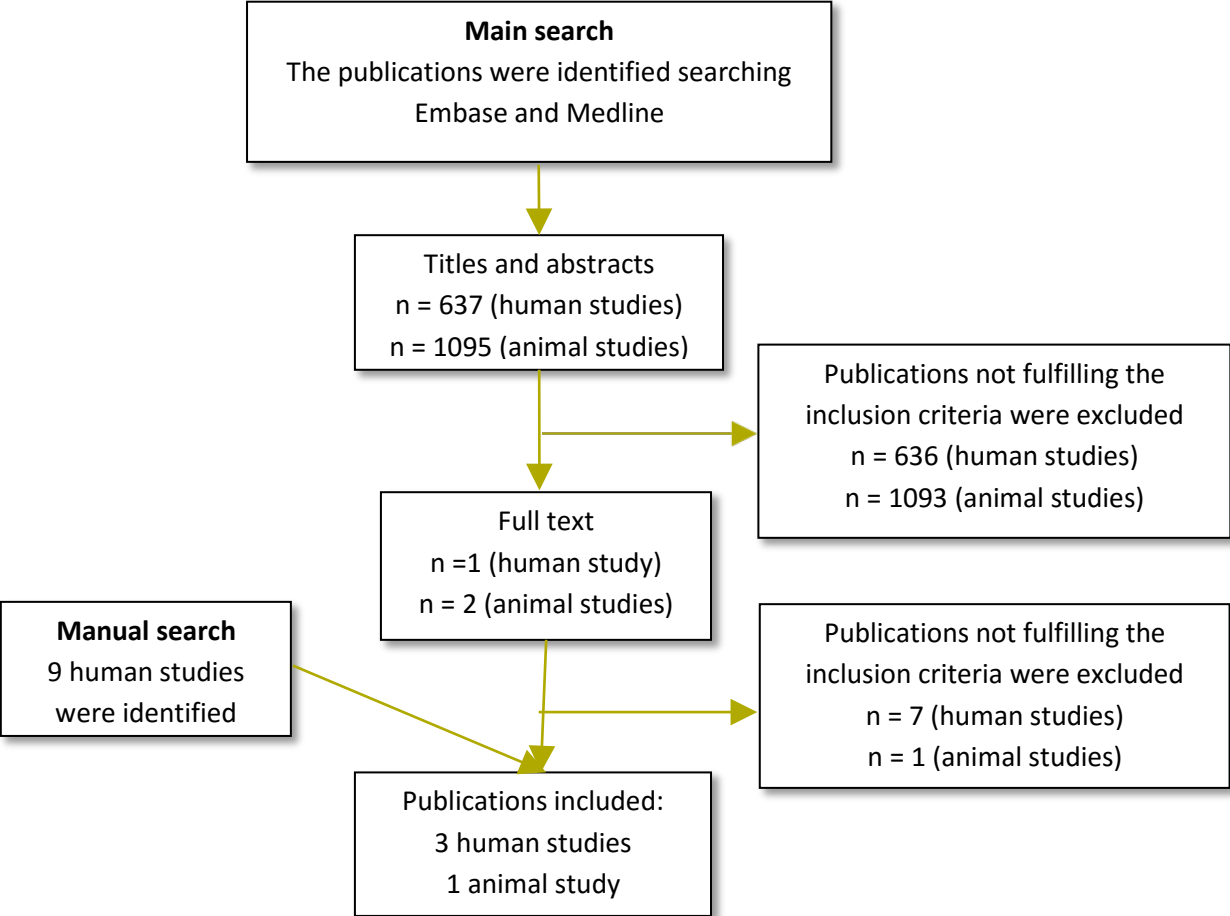 Main search
The publications were identified searching
Embase and Medline
Titles and abstracts
n = 637 (human studies)
n = 1095 (animal studies)
Publications not fulfilling the
inclusion criteria were excluded
n = 636 (human studies)
n = 1093 (animal studies)
Full text
n =1 (human study)
n = 2 (animal studies)
Manual search
9 human studies
were identified
Publications not fulfilling the
inclusion criteria were excluded
n = 7 (human studies)
n = 1 (animal studies)
Publications included:
3 human studies
1 animal study